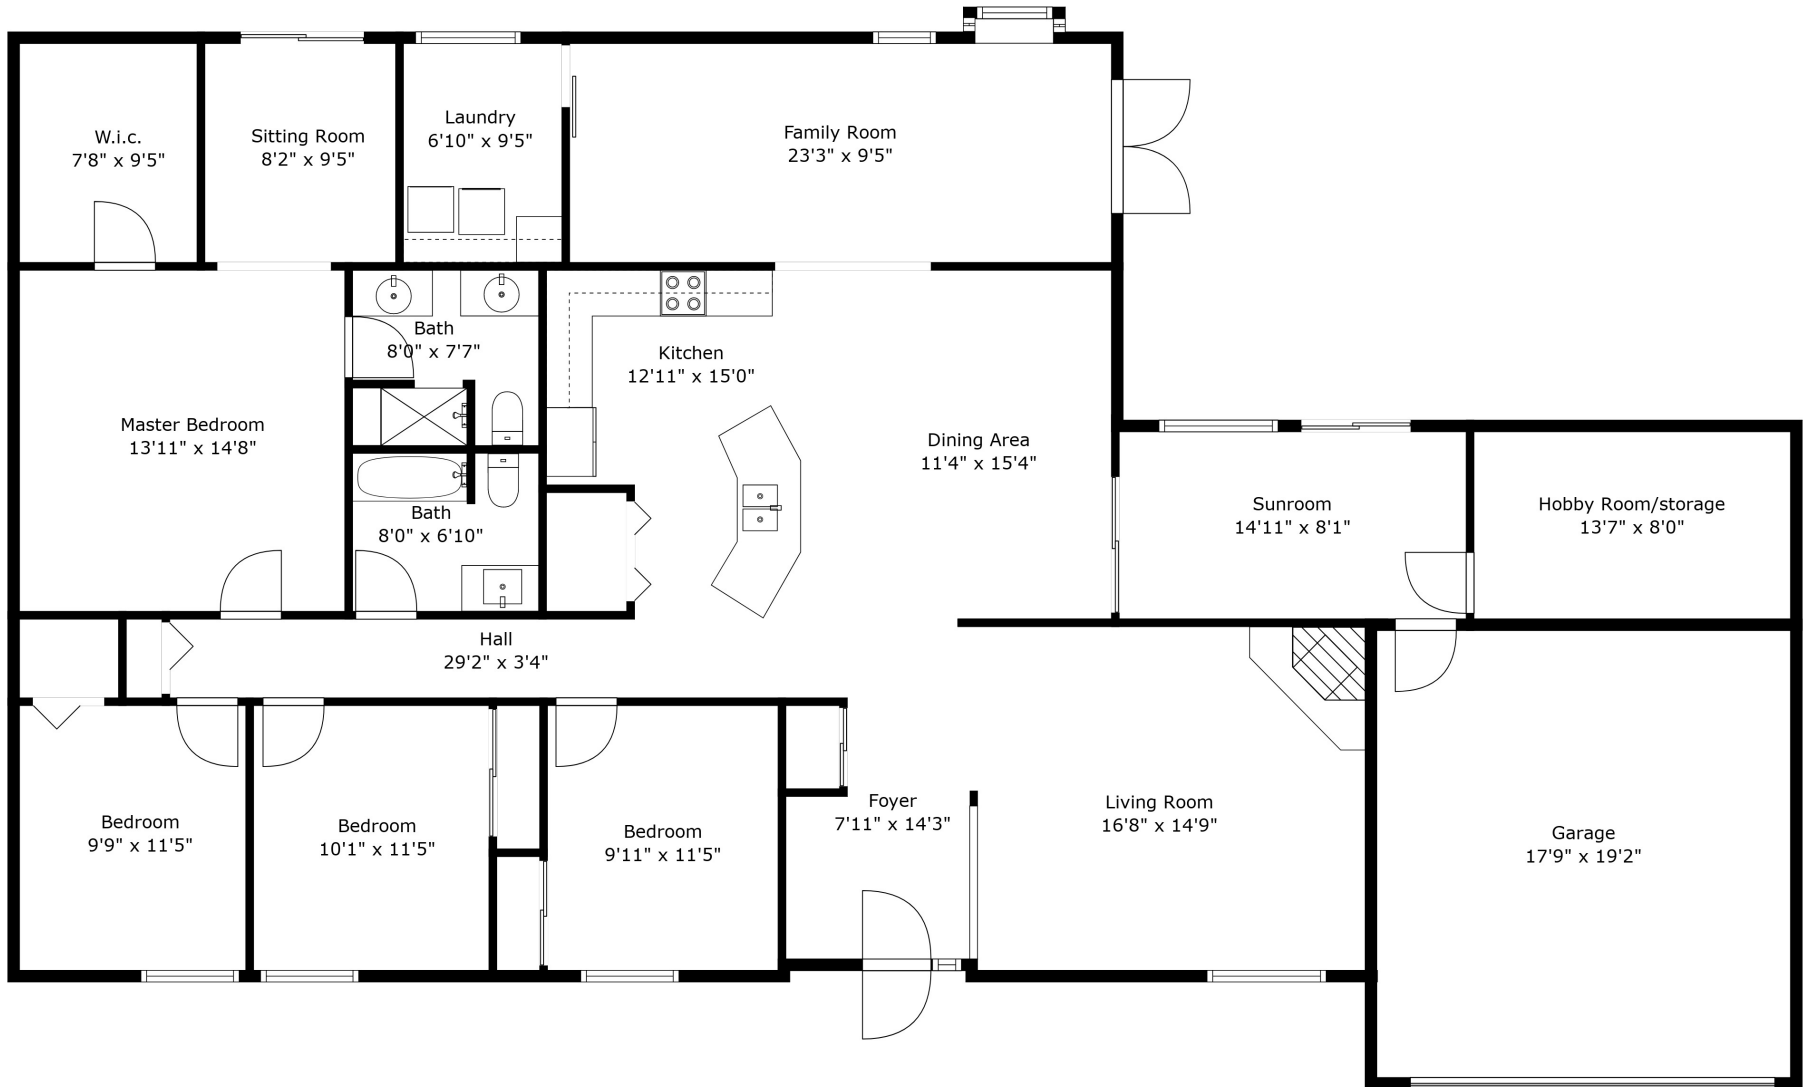 W.i.c.
7'8" x 9'5"
Sitting Room
8'2" x 9'5"
Laundry
6'10" x 9'5"
Family Room
23'3" x 9'5"
Bath
8'0" x 7'7"
Kitchen
12'11" x 15'0"
Master Bedroom
13'11" x 14'8"
Dining Area
11'4" x 15'4"
Bath
8'0" x 6'10"
Sunroom
14'11" x 8'1"
Hobby Room/storage
13'7" x 8'0"
Hall
29'2" x 3'4"
Bedroom
9'9" x 11'5"
Bedroom
10'1" x 11'5"
Bedroom
9'11" x 11'5"
Foyer
7'11" x 14'3"
Living Room
16'8" x 14'9"
Garage
17'9" x 19'2"